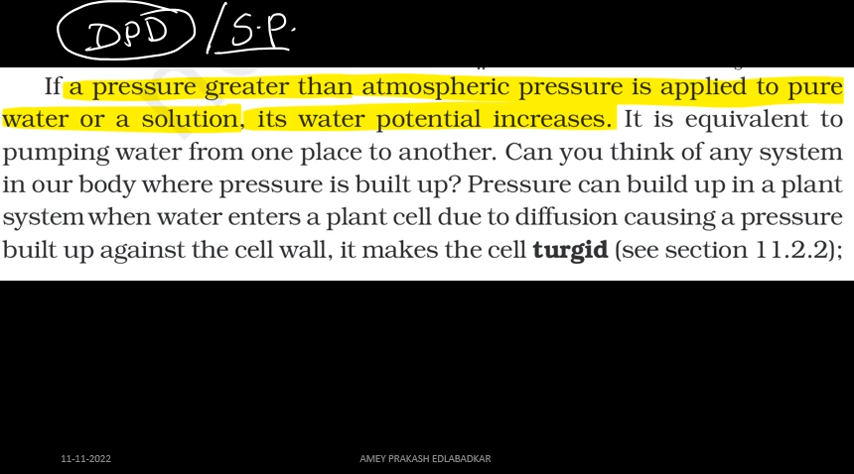 DPD / S.P.
If a pressure greater than atmospheric pressure is applied to pure
water or a solution, its water potential increases. It is equivalent to
pumping water from one place to another. Can you think of any system
in our body where pressure is built up? Pressure can build up in a plant
system when water enters a plant cell due to diffusion causing a pressure
built up against the cell wall, it makes the cell turgid (see section 11.2.2);
11-11-2022
AMEY PRAKASH EDLABADKAR